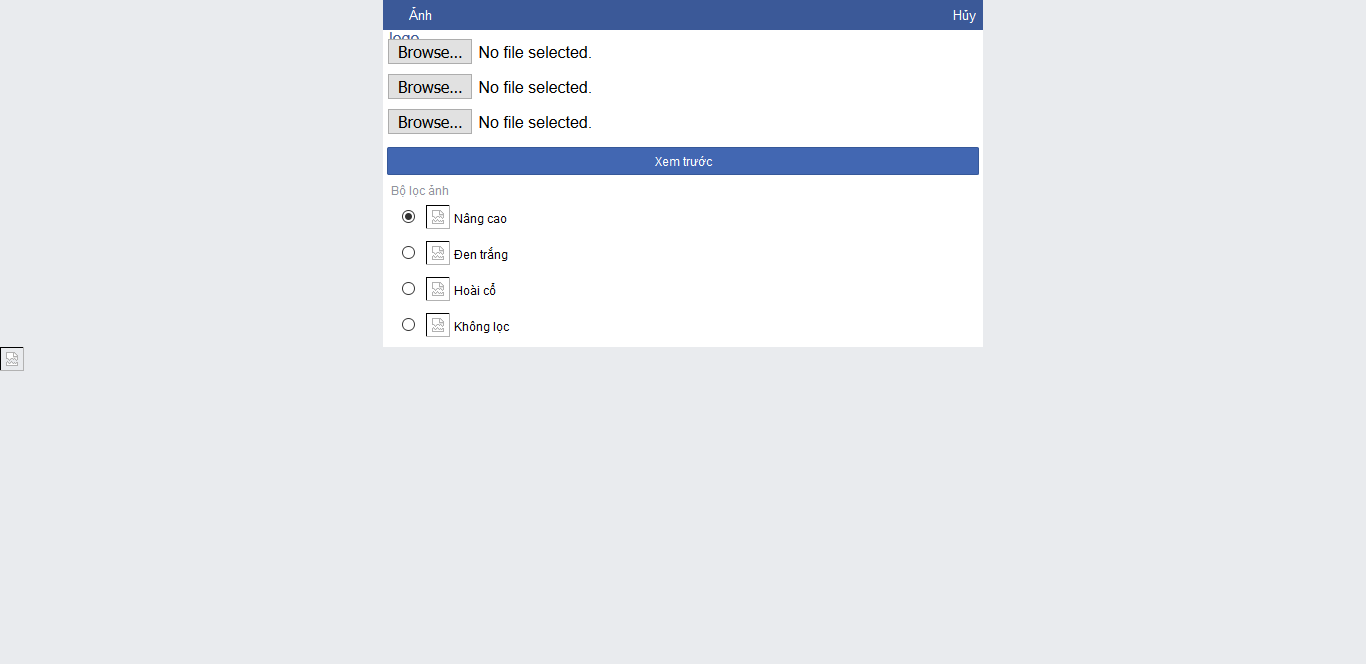 Ảnh Hủy
logo
Browse... No file selected.
Browse... No file selected.
Browse... No file selected.
Xem trước
Bộ lọc ảnh
Nâng cao
Đen trắng
Hoài cổ
Không lọc